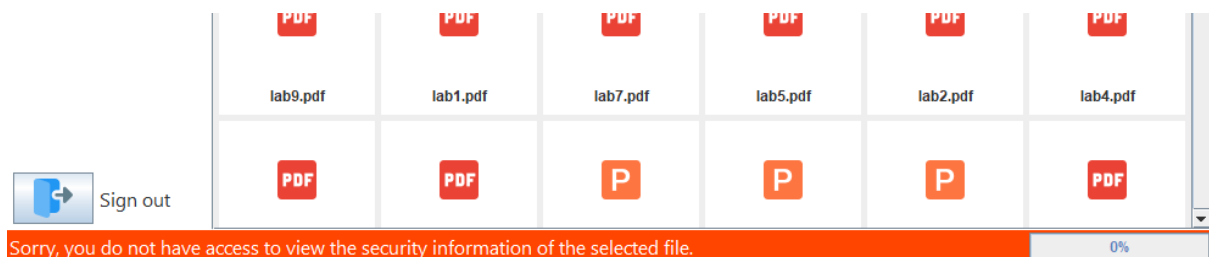 PDF PDF PDF PDF PDF PDF
lab9.pdf lab1.pdf lab7.pdf lab5.pdf lab2.pdf lab4.pdf
PDF PDF P P P PDF
Sign out
Sorry, you do not have access to view the security information of the selected file. 0%